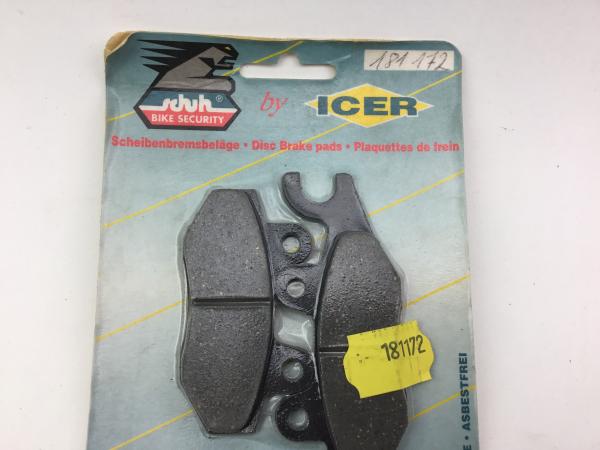 181 172
schuh®
BIKE SECURITY
by ICER
Scheibenbremsbeläge • Disc Brake pads • Plaquettes de frein
181172
• ASBESTFREI